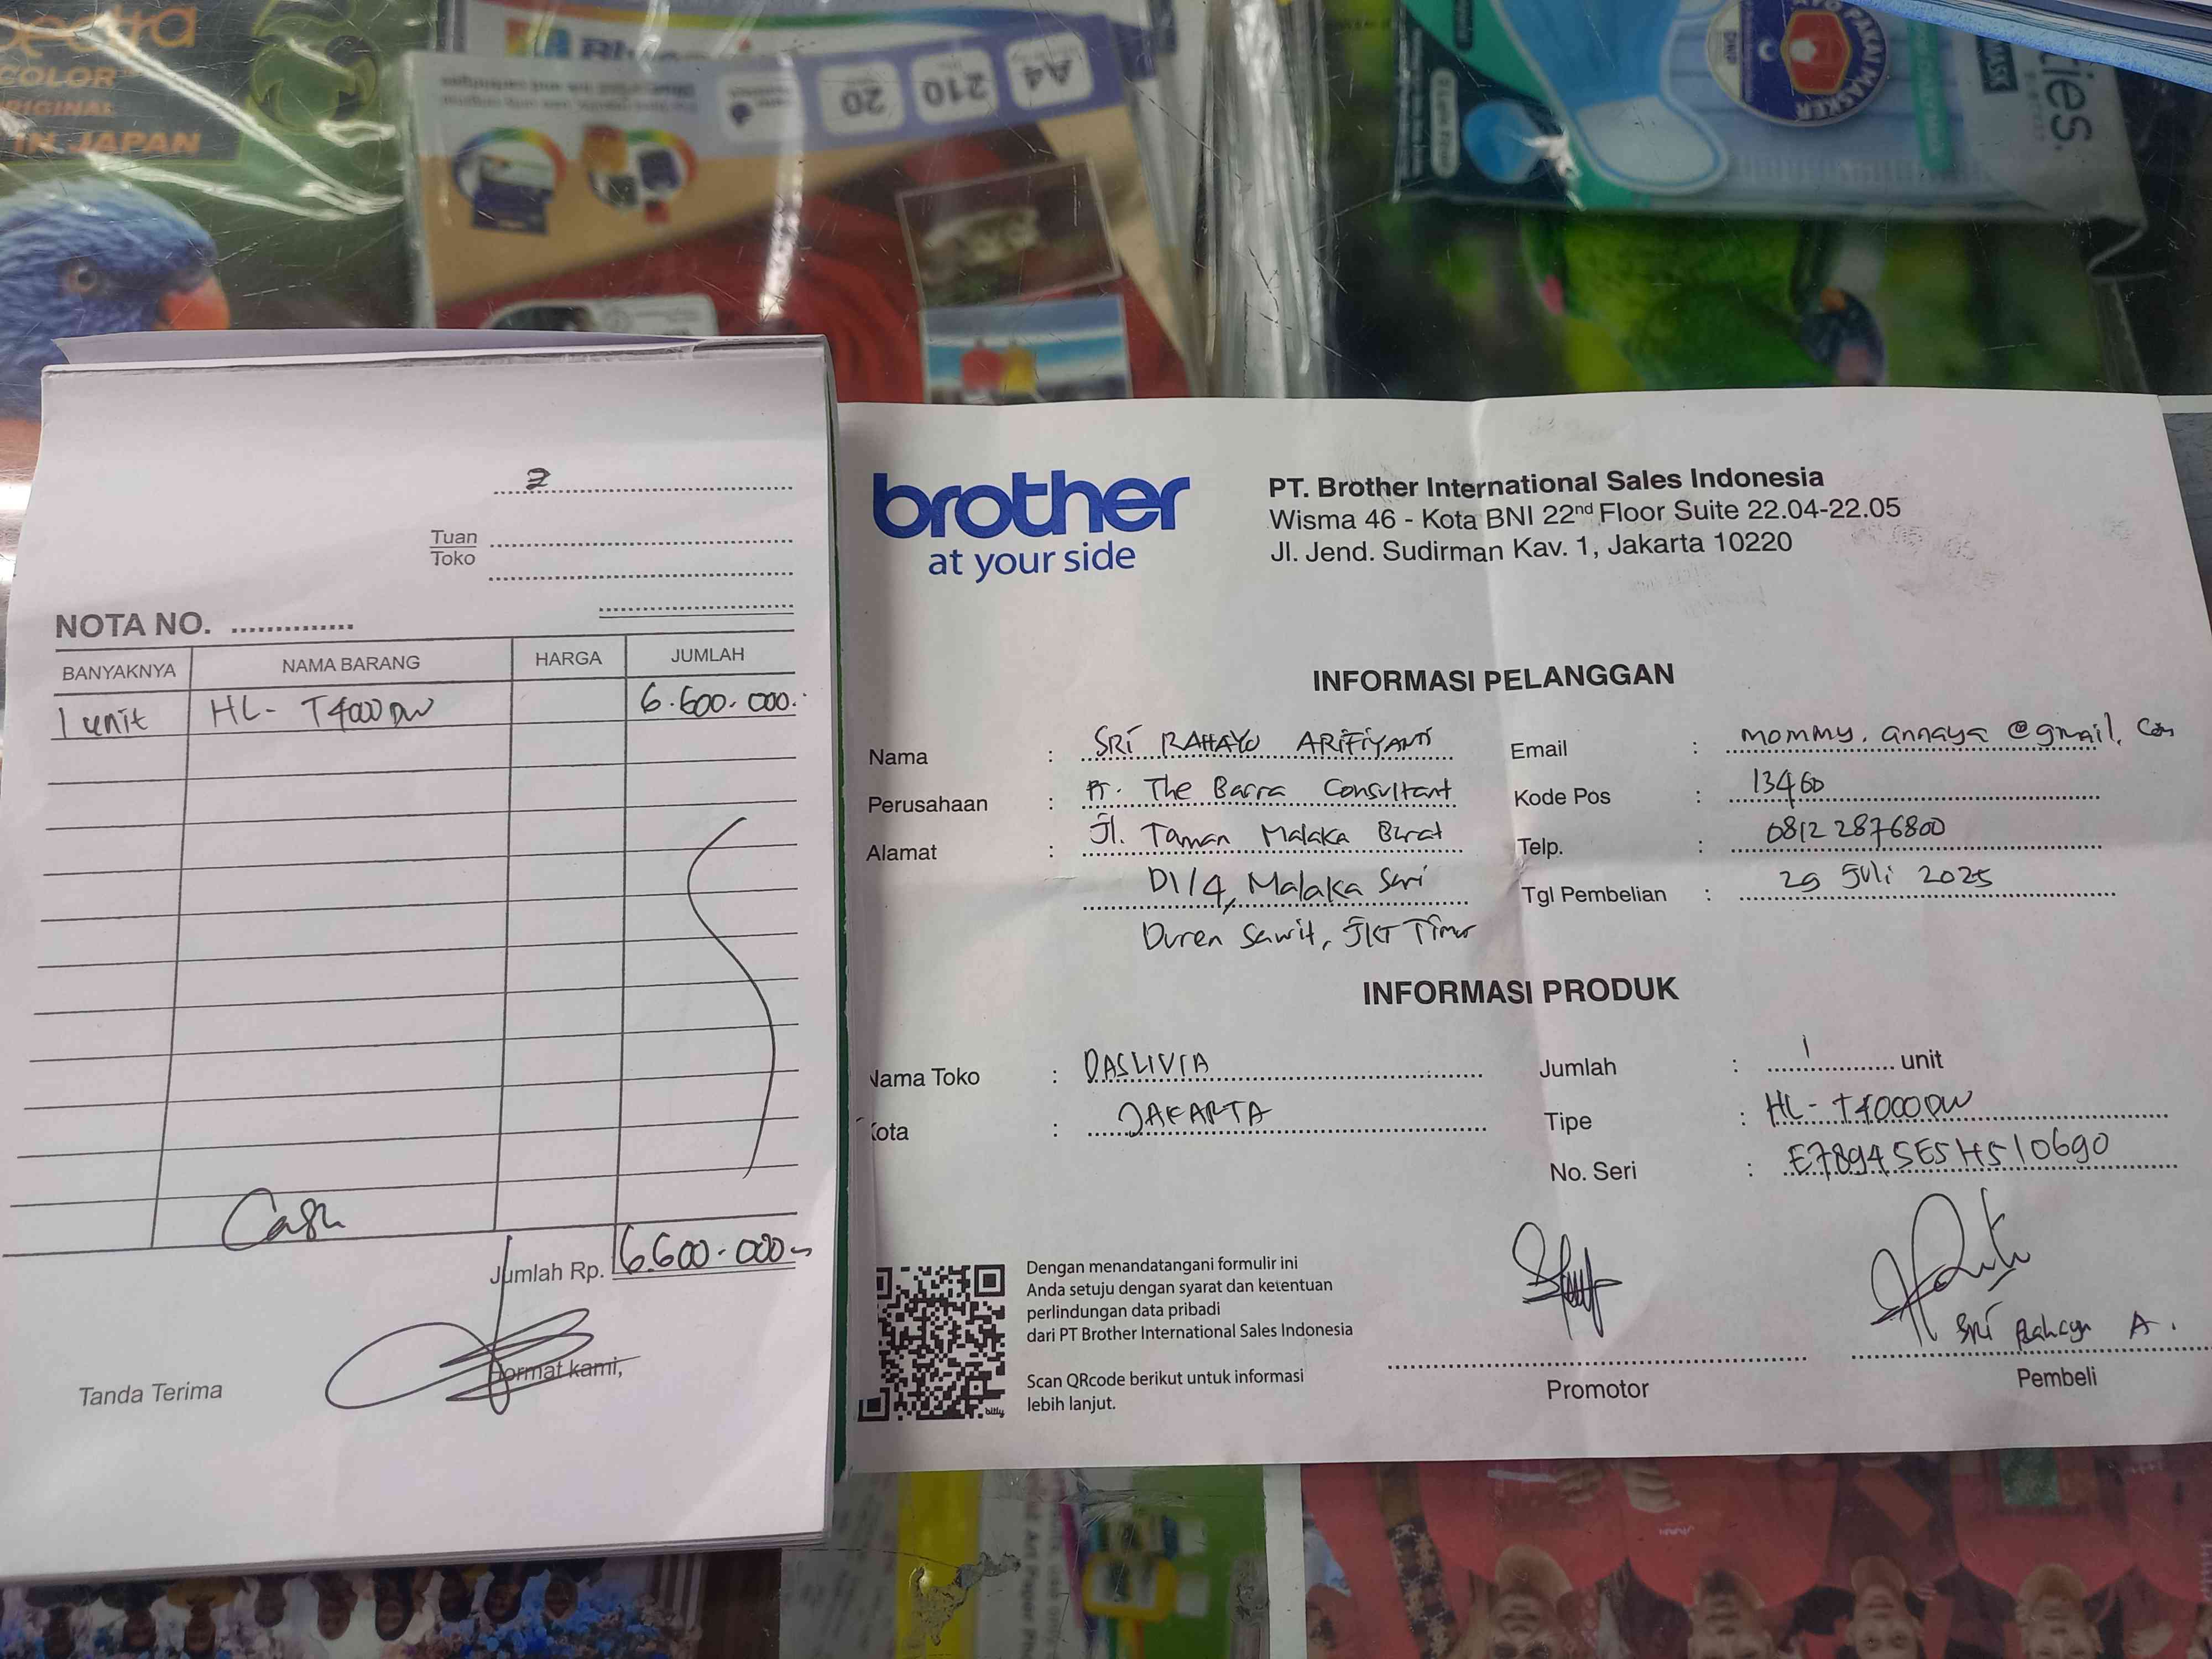 COLOR
IN JAPAN
A4
210
20
2
Tuan
Toko
NOTA NO. ..............
BANYAKNYA NAMA BARANG HARGA JUMLAH
1 unit HL- T4000DW 6.600.000.
Cash
Jumlah Rp. 6.600.000
Tanda Terima
Hormat kami,
brother
at your side
PT. Brother International Sales Indonesia
Wisma 46 - Kota BNI 22nd Floor Suite 22.04-22.05
Jl. Jend. Sudirman Kav. 1, Jakarta 10220
INFORMASI PELANGGAN
Nama : SRI RAHAYU ARIFIYANTI
Perusahaan : PT. The Barra Consultant
Alamat : Jl. Taman Malaka Barat
D1/4, Malaka Sari
Duren Sawit, JKT Timur
Email : mommy.annaya@gmail.com
Kode Pos : 13460
Telp. : 08122876800
Tgl Pembelian : 29 Juli 2025
INFORMASI PRODUK
Nama Toko : DASLIVIA
Kota : JAKARTA
Jumlah : 1 unit
Tipe : HL-T4000DW
No. Seri : E78945E5H510690
Dengan menandatangani formulir ini
Anda setuju dengan syarat dan ketentuan
perlindungan data pribadi
dari PT Brother International Sales Indonesia
Scan QRcode berikut untuk informasi
lebih lanjut.
bitly
Promotor
Sri Rahayu A.
Pembeli